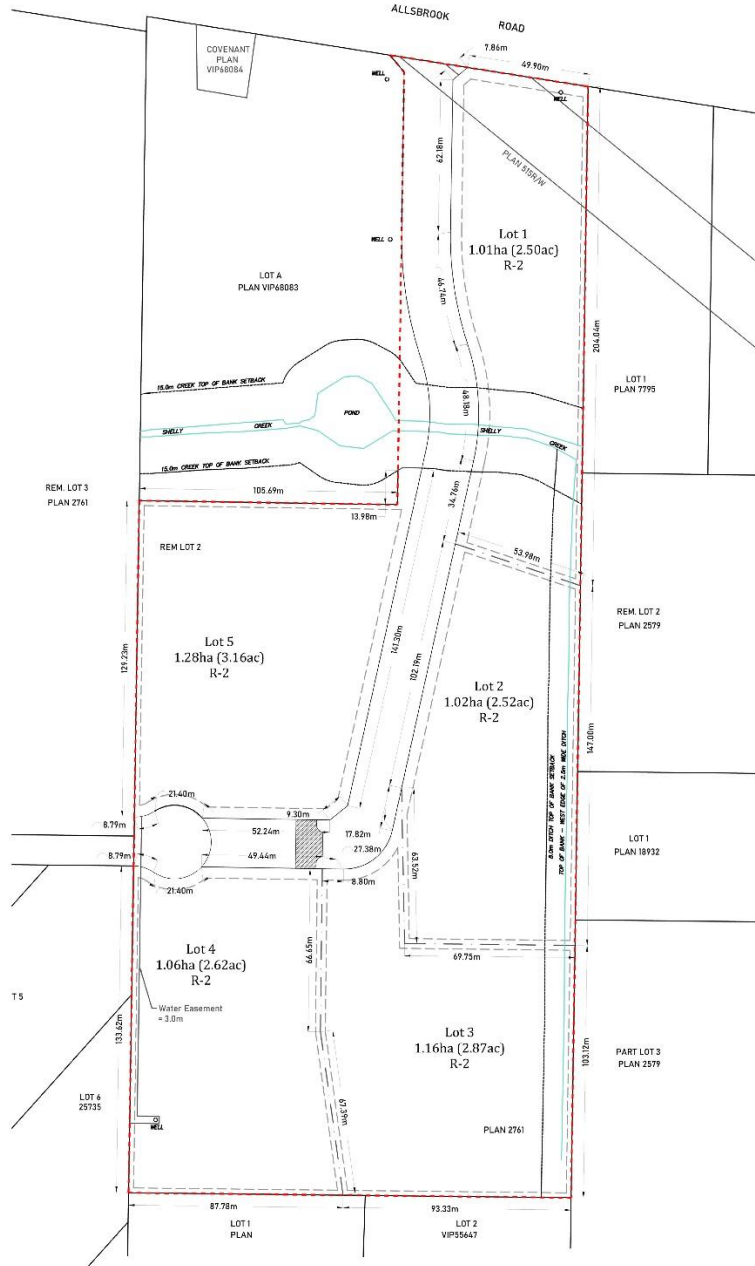 ALLSBROOK ROAD
COVENANT
PLAN
VIP68084
7.86m
49.90m
WELL
WELL
62.18m
PLAN 515R/W
Lot 1
1.01ha (2.50ac)
R-2
WELL
46.74m
LOT A
PLAN VIP68083
204.04m
15.0m CREEK TOP OF BANK SETBACK
LOT 1
PLAN 7795
48.18m
POND
SHELLY CREEK
SHELLY CREEK
15.0m CREEK TOP OF BANK SETBACK
REM. LOT 3
PLAN 2761
105.69m
13.98m
34.76m
REM LOT 2
53.98m
REM. LOT 2
PLAN 2579
Lot 5
1.28ha (3.16ac)
R-2
129.23m
141.30m
102.19m
Lot 2
1.02ha (2.52ac)
R-2
147.00m
8.0m DITCH TOP OF BANK SETBACK
TOP OF BANK - WEST EDGE OF 2.5m WIDE DITCH
21.40m
9.30m
8.79m
52.24m
17.82m
LOT 1
PLAN 18932
8.79m
49.44m
27.38m
21.40m
8.80m
63.52m
66.65m
69.75m
Lot 4
1.06ha (2.62ac)
R-2
T 5
Water Easement
= 3.0m
133.62m
Lot 3
1.16ha (2.87ac)
R-2
103.12m
PART LOT 3
PLAN 2579
LOT 6
25735
67.39m
WELL
PLAN 2761
87.78m
93.33m
LOT 1
PLAN
LOT 2
VIP55647